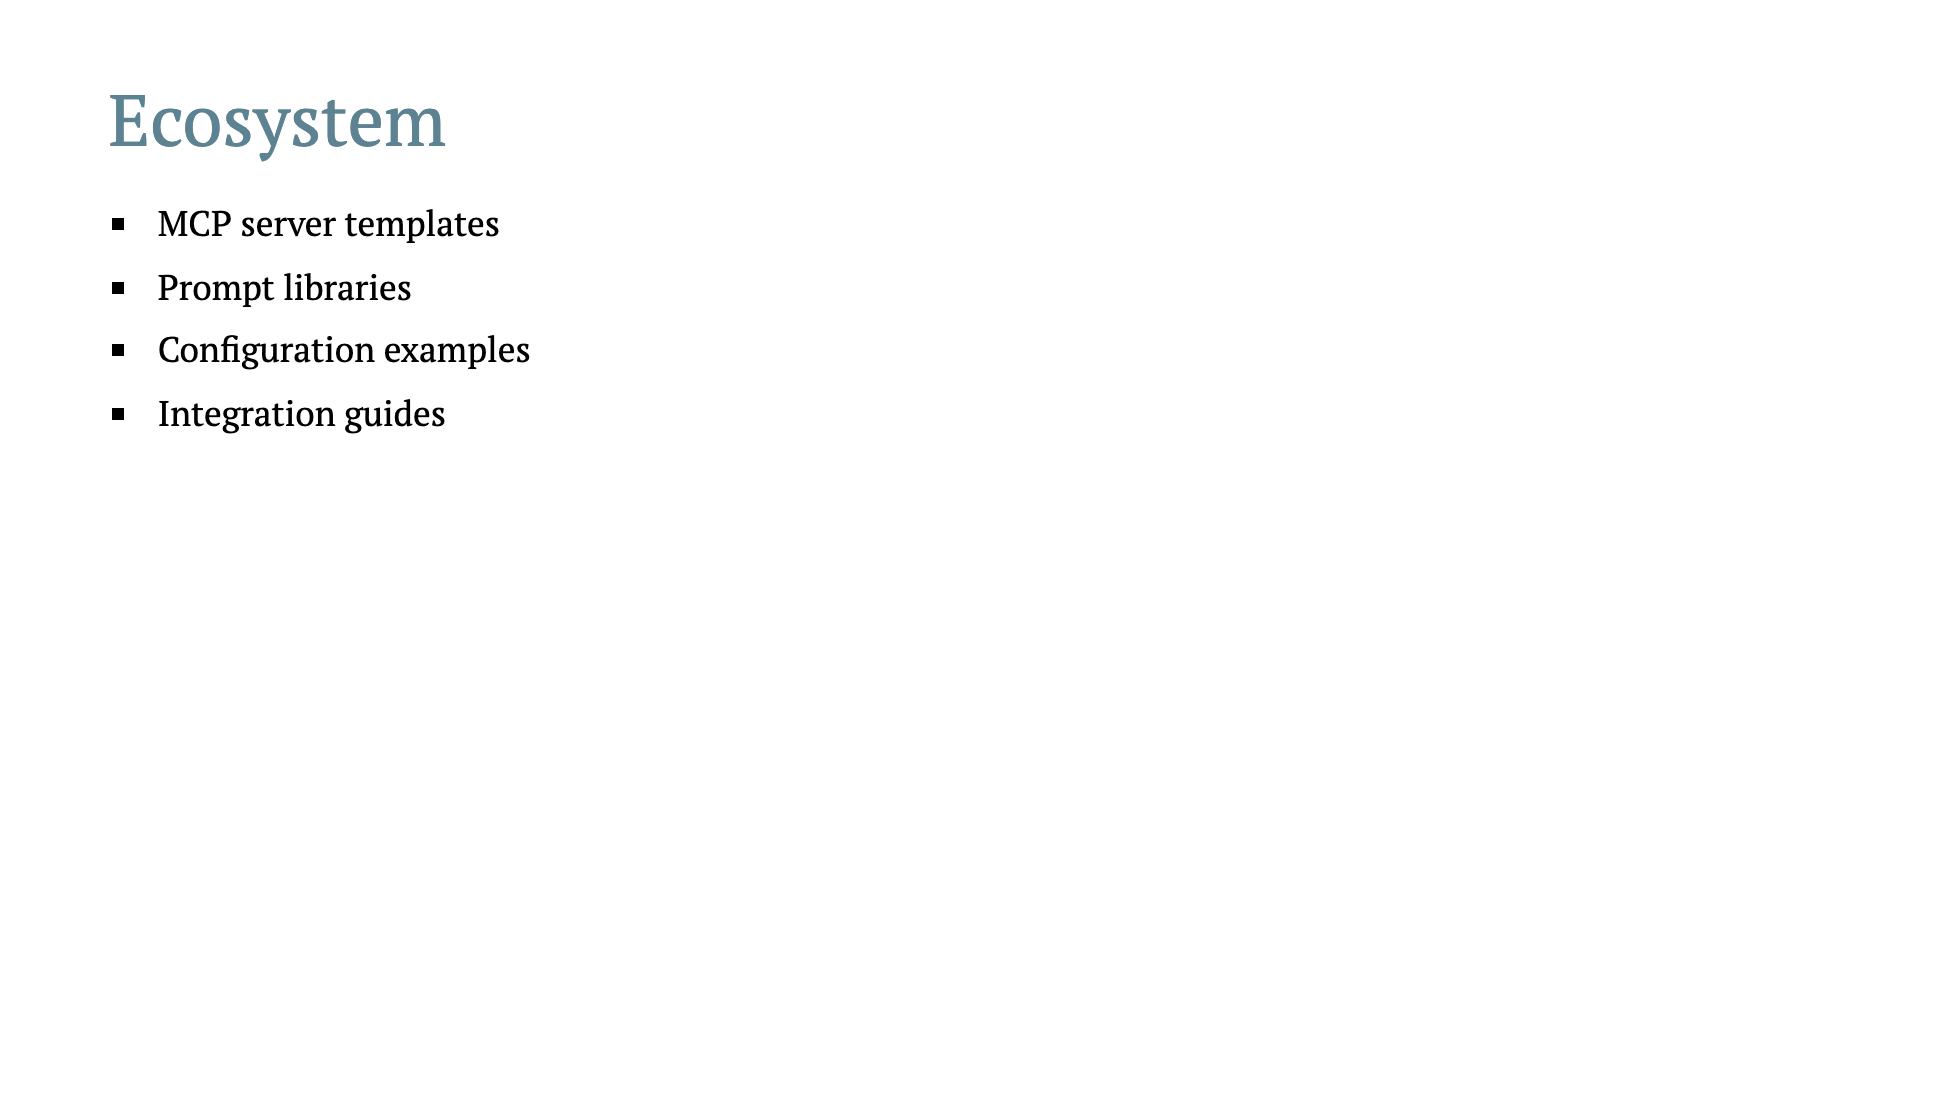 Ecosystem
▪ MCP server templates
▪ Prompt libraries
▪ Configuration examples
▪ Integration guides